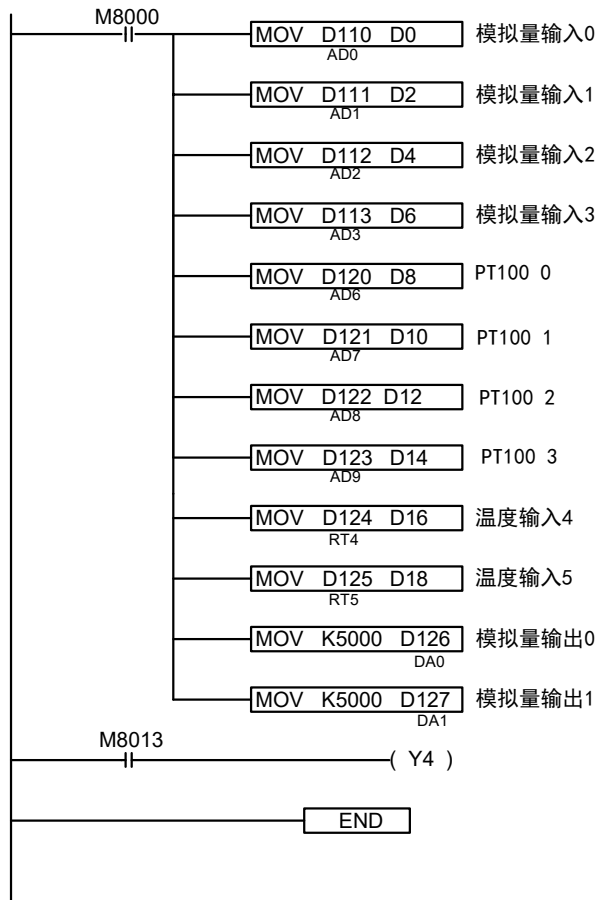 M8000
MOV D110 D0 模拟量输入0
AD0
MOV D111 D2 模拟量输入1
AD1
MOV D112 D4 模拟量输入2
AD2
MOV D113 D6 模拟量输入3
AD3
MOV D120 D8 PT100 0
AD6
MOV D121 D10 PT100 1
AD7
MOV D122 D12 PT100 2
AD8
MOV D123 D14 PT100 3
AD9
MOV D124 D16 温度输入4
RT4
MOV D125 D18 温度输入5
RT5
MOV K5000 D126 模拟量输出0
DA0
MOV K5000 D127 模拟量输出1
DA1
M8013
( Y4 )
END